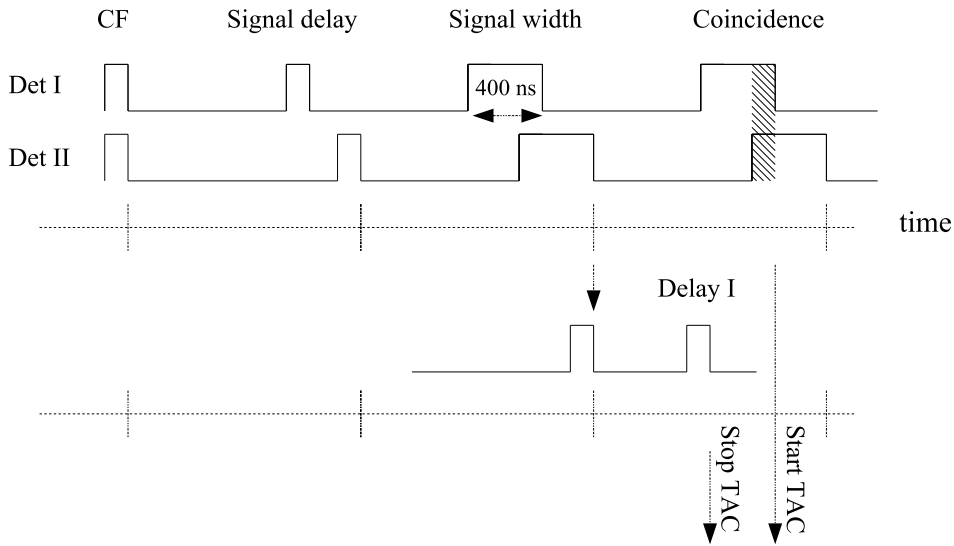 CF Signal delay Signal width Coincidence
Det I
400 ns
Det II
time
Delay I
Stop TAC
Start TAC